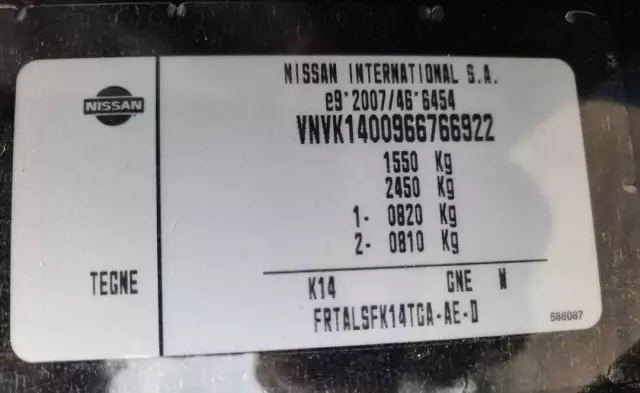 NISSAN INTERNATIONAL S.A.
e9*2007/46*6454
NISSAN
VNVK1400966766922
1550 Kg
2450 Kg
1- 0820 Kg
2- 0810 Kg
TEGNE
K14 GNE M
FRTALSFK14TGA-AE-D
586087